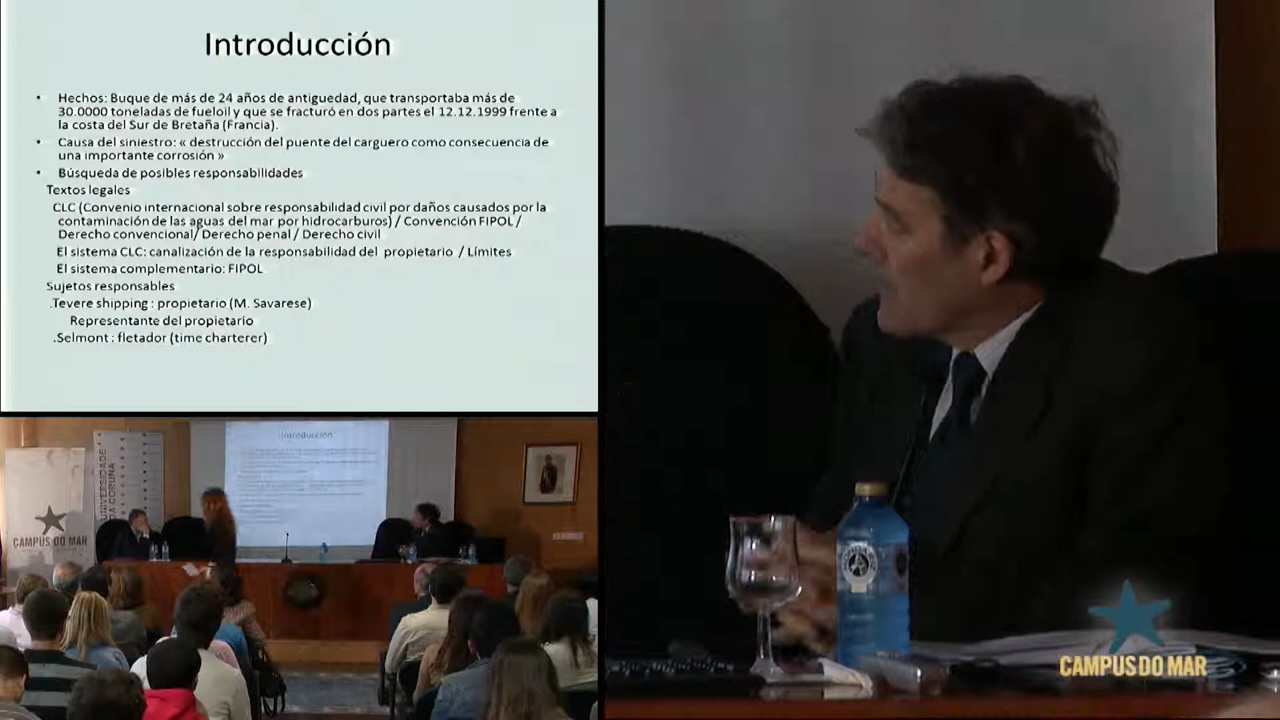 Introducción
• Hechos: Buque de más de 24 años de antiguedad, que transportaba más de
30.0000 toneladas de fueloil y que se fracturó en dos partes el 12.12.1999 frente a
la costa del Sur de Bretaña (Francia).
• Causa del siniestro: « destrucción del puente del carguero como consecuencia de
una importante corrosión »
• Búsqueda de posibles responsabilidades
Textos legales
CLC (Convenio internacional sobre responsabilidad civil por daños causados por la
contaminación de las aguas del mar por hidrocarburos) / Convención FIPOL /
Derecho convencional/ Derecho penal / Derecho civil
El sistema CLC: canalización de la responsabilidad del propietario / Límites
El sistema complementario: FIPOL
Sujetos responsables
.Tevere shipping : propietario (M. Savarese)
Representante del propietario
.Selmont : fletador (time charterer)
Introducción
UNIVERSIDADE
DA CORUÑA
CAMPUS DO MAR
CAMPUS DO MAR